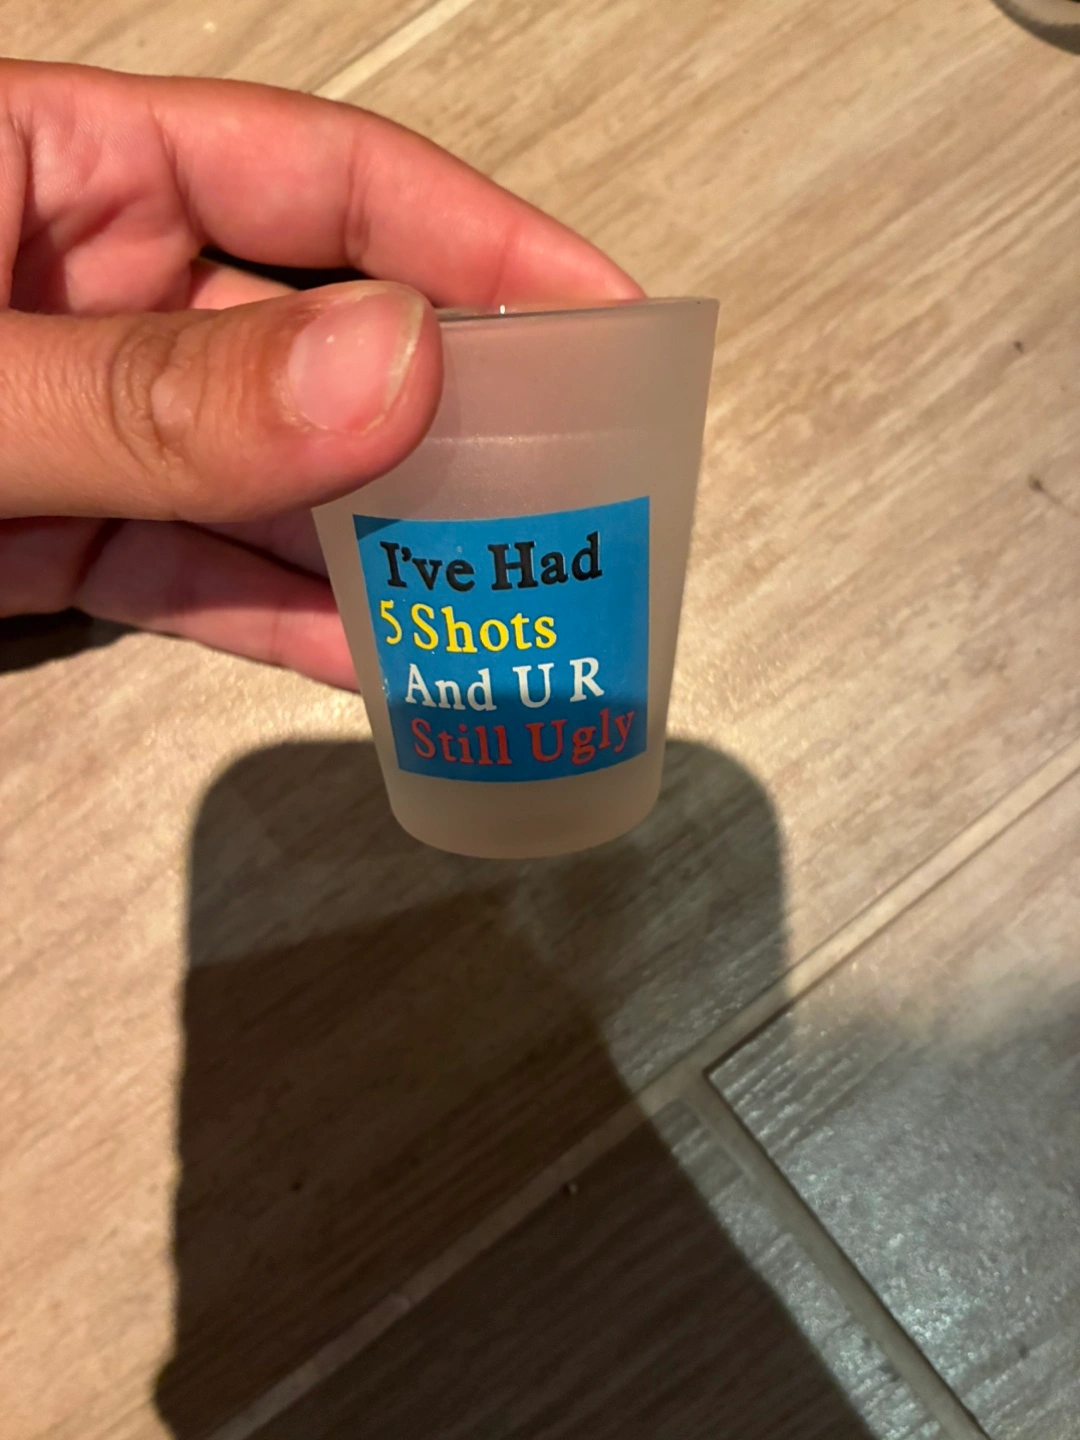 I've Had
5 Shots
And U R
Still Ugly